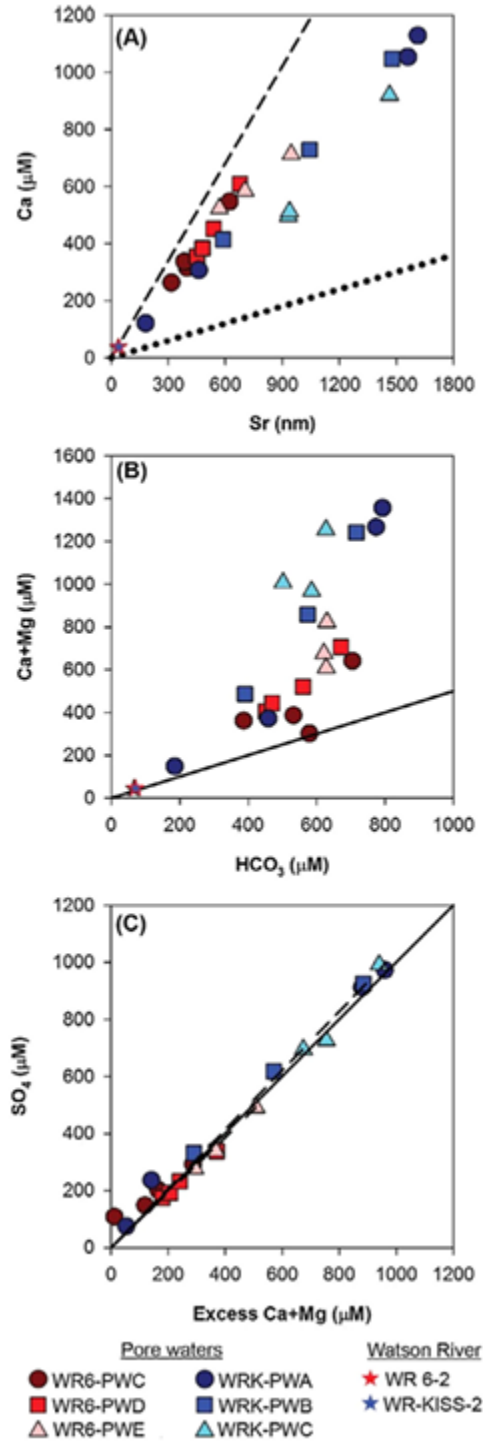 1200
(A)
1000
800
600
400
200
0
Ca (µM)
0 300 600 900 1200 1500 1800
Sr (nm)
1600
(B)
1400
1200
1000
800
600
400
200
0
Ca+Mg (µM)
0 200 400 600 800 1000
HCO3 (µM)
1200
(C)
1000
800
600
400
200
0
SO4 (µM)
0 200 400 600 800 1000 1200
Excess Ca+Mg (µM)
Pore waters Watson River
WR6-PWC WRK-PWA WR 6-2
WR6-PWD WRK-PWB WR-KISS-2
WR6-PWE WRK-PWC